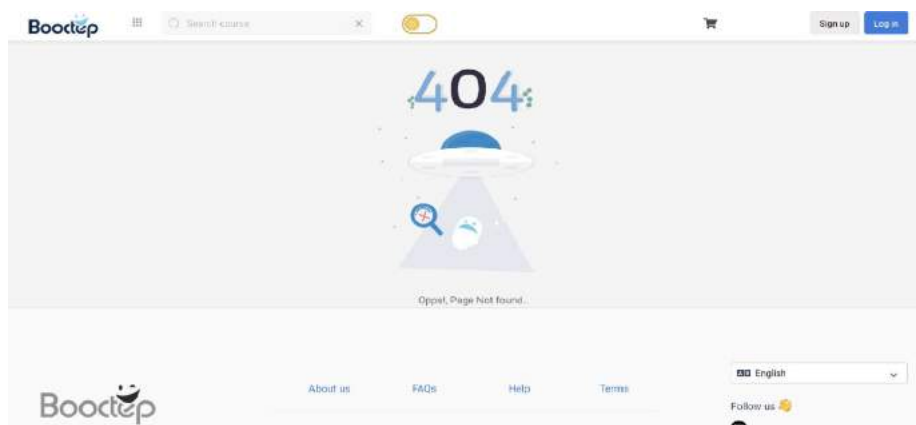 Booctep
Search course
Sign up
Log in
404
Opps!, Page Not found..
About us
FAQs
Help
Terms
English
Booctep
Follow us